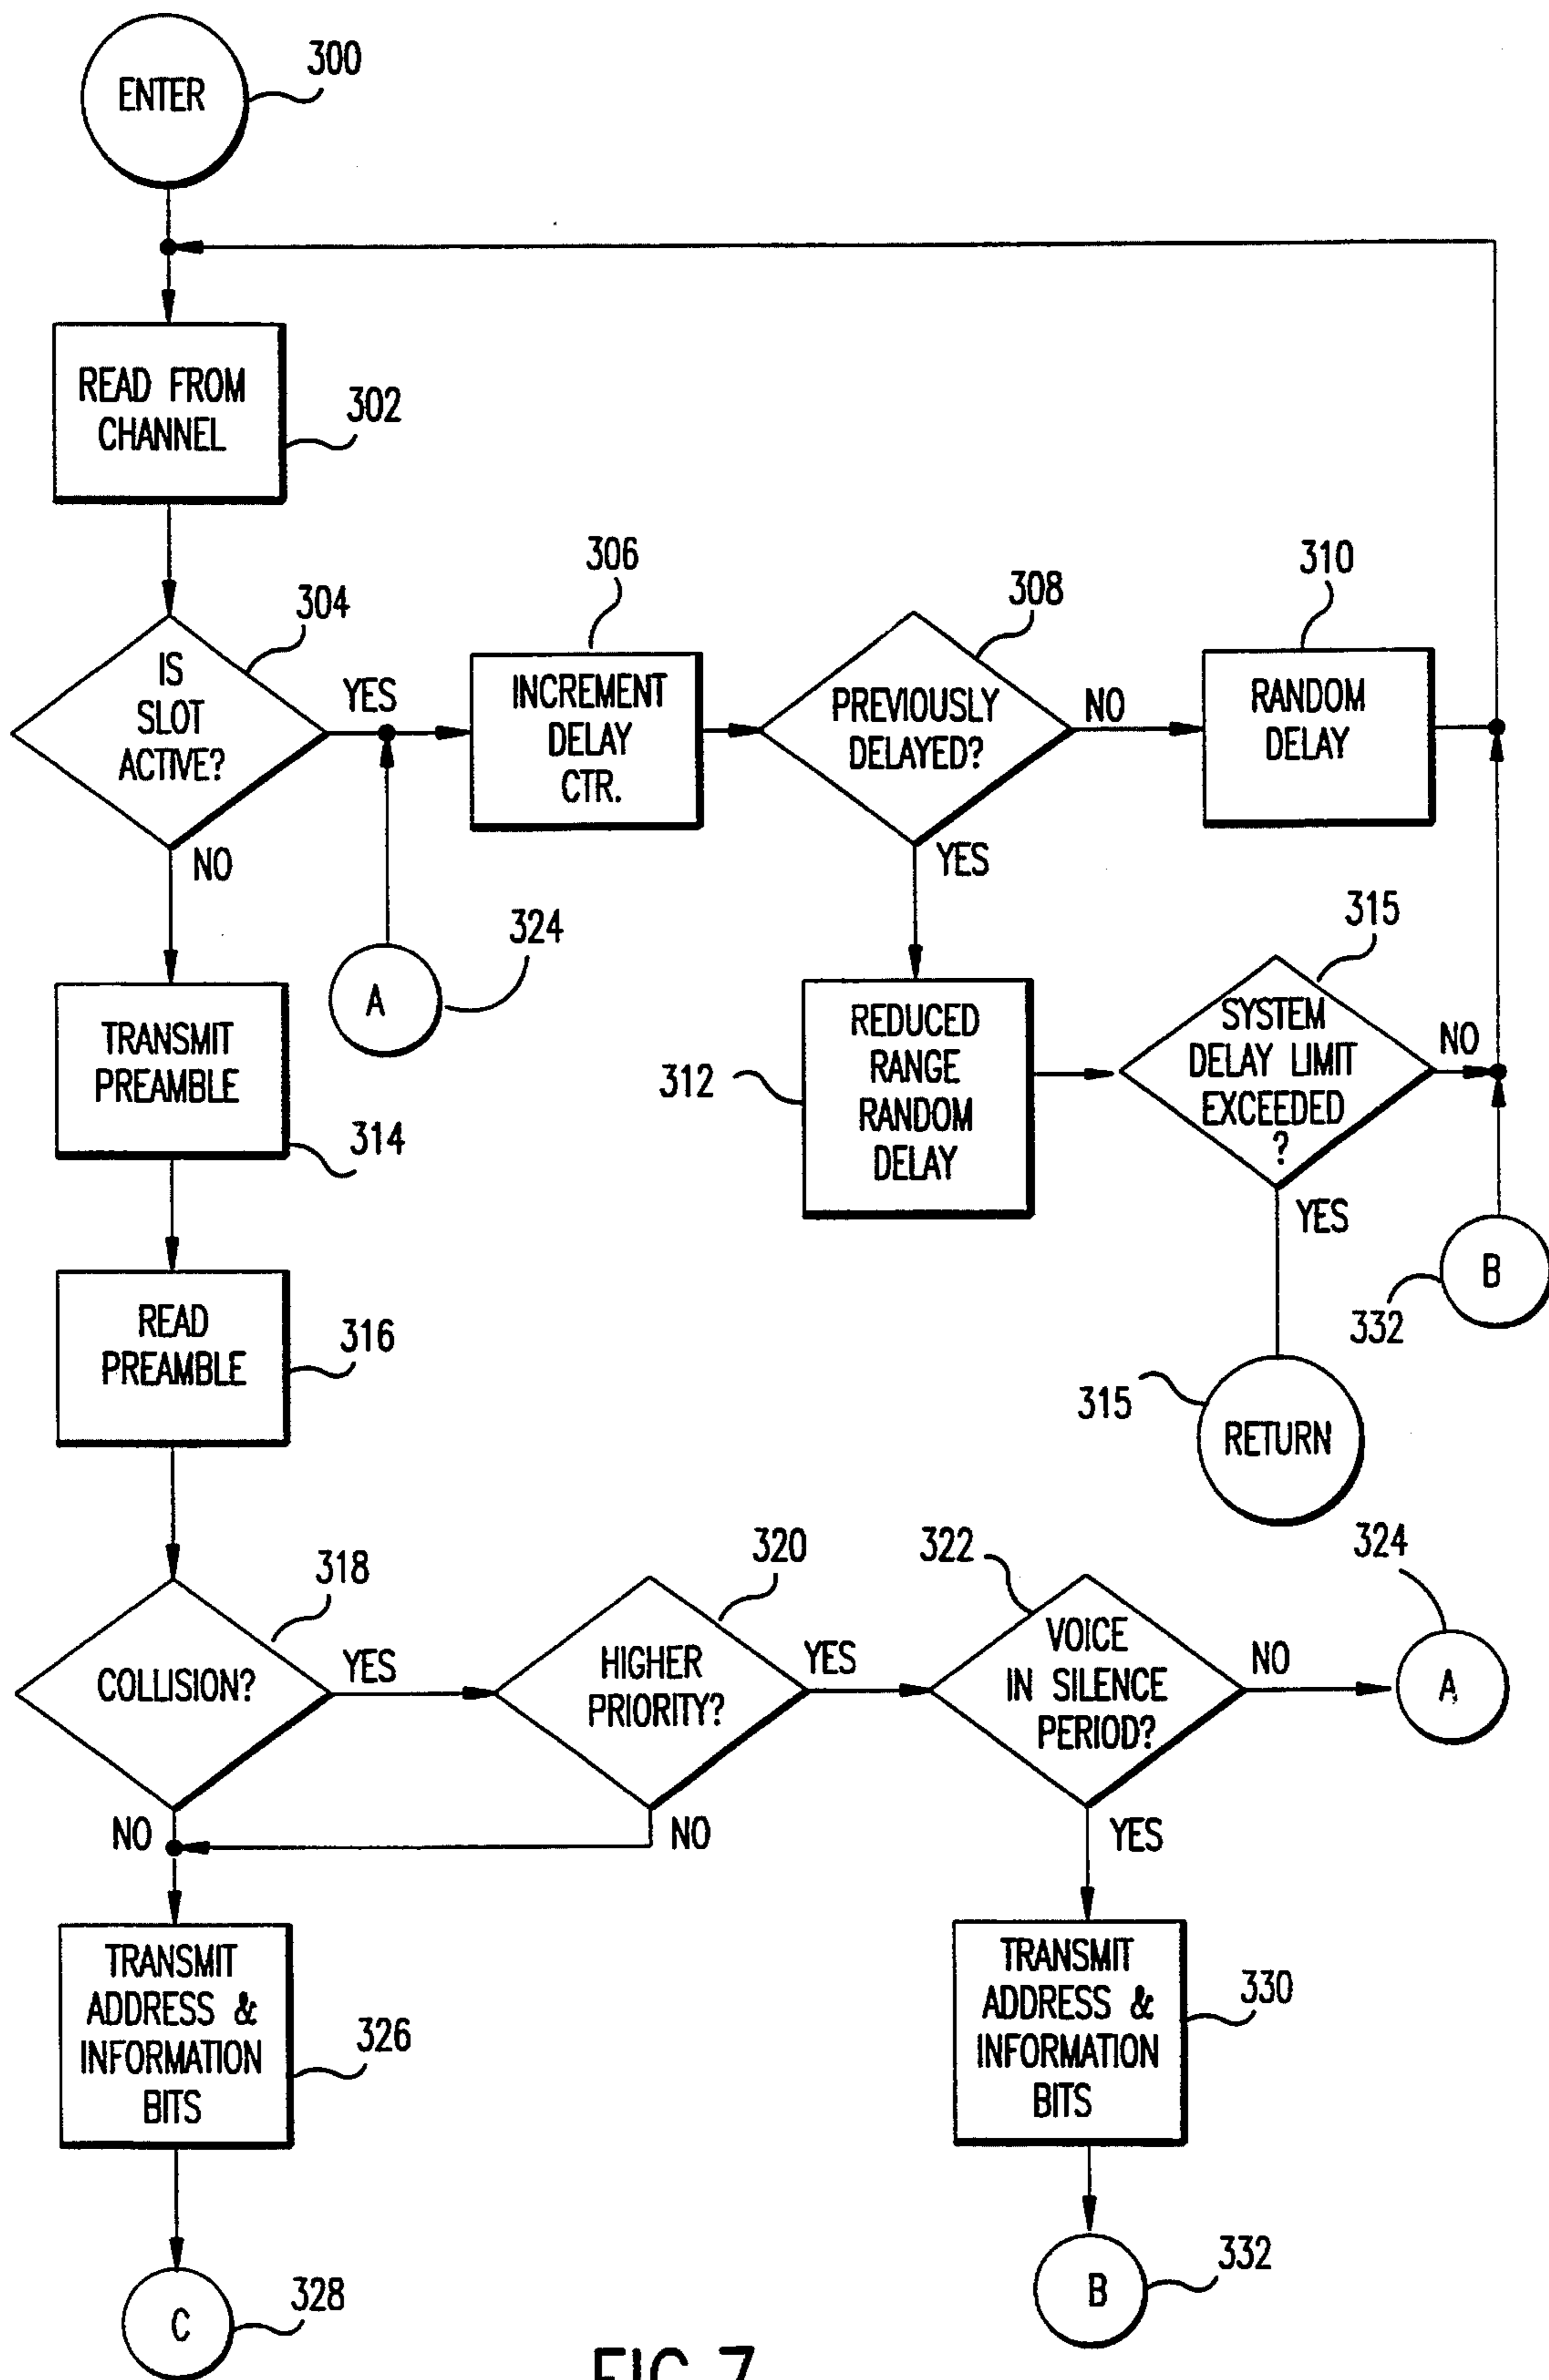 ENTER
300
READ FROM
CHANNEL
302
IS
SLOT
ACTIVE?
304
YES
NO
306
INCREMENT
DELAY
CTR.
308
PREVIOUSLY
DELAYED?
NO
YES
310
RANDOM
DELAY
A
324
TRANSMIT
PREAMBLE
314
312
REDUCED
RANGE
RANDOM
DELAY
315
SYSTEM
DELAY LIMIT
EXCEEDED
?
NO
YES
B
332
315
RETURN
READ
PREAMBLE
316
318
COLLISION?
YES
NO
320
HIGHER
PRIORITY?
YES
NO
322
VOICE
IN SILENCE
PERIOD?
NO
YES
324
A
TRANSMIT
ADDRESS &
INFORMATION
BITS
326
TRANSMIT
ADDRESS &
INFORMATION
BITS
330
C
328
B
332
FIG.7